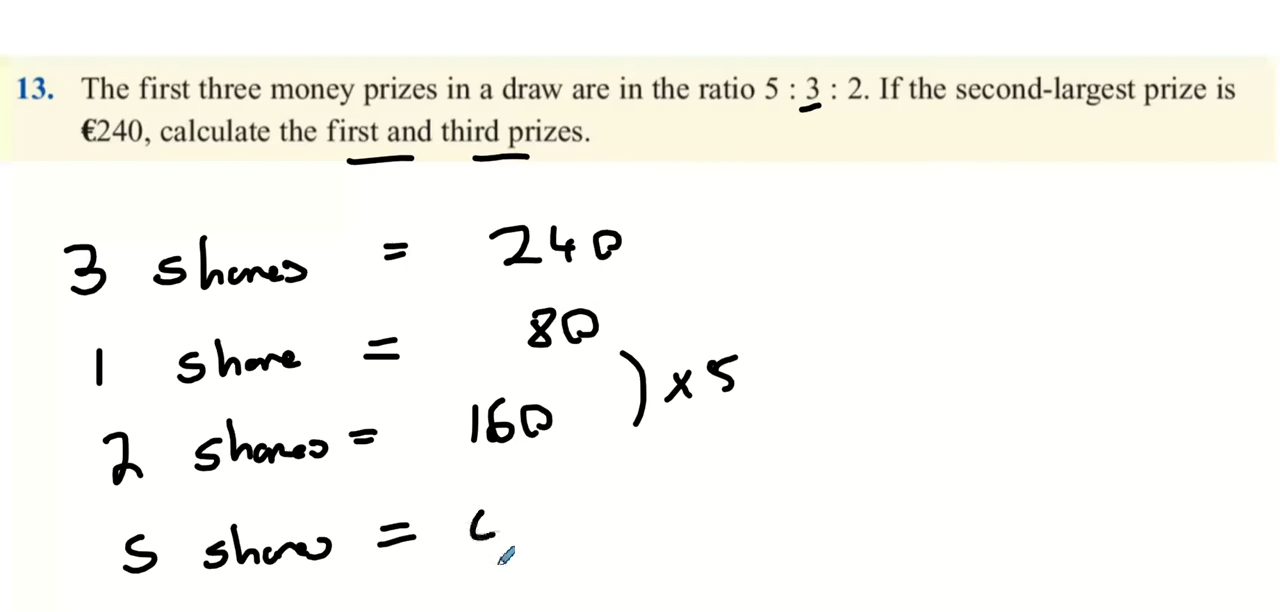 13. The first three money prizes in a draw are in the ratio 5 : 3 : 2. If the second-largest prize is
€240, calculate the first and third prizes.
3 shares = 240
1 share = 80
) x 5
2 shares = 160
5 shares =